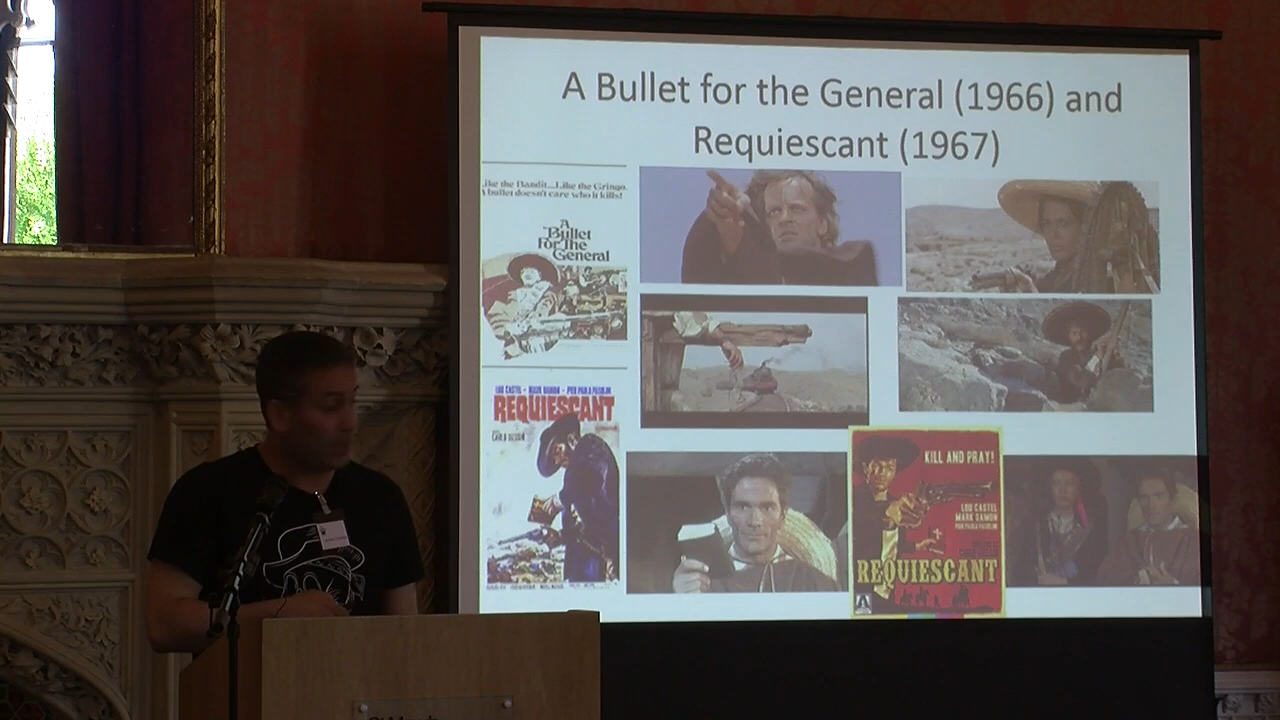 A Bullet for the General (1966) and
Requiescant (1967)
Like the Bandit...Like the Gringo.
A bullet doesn't care who it kills!
A
Bullet
For The
General
LOU CASTEL - MARK DAMON - PIER PAOLO PASOLINI
REQUIESCANT
KILL AND PRAY!
LOU CASTEL
MARK DAMON
PIER PAOLO PASOLINI
REQUIESCANT